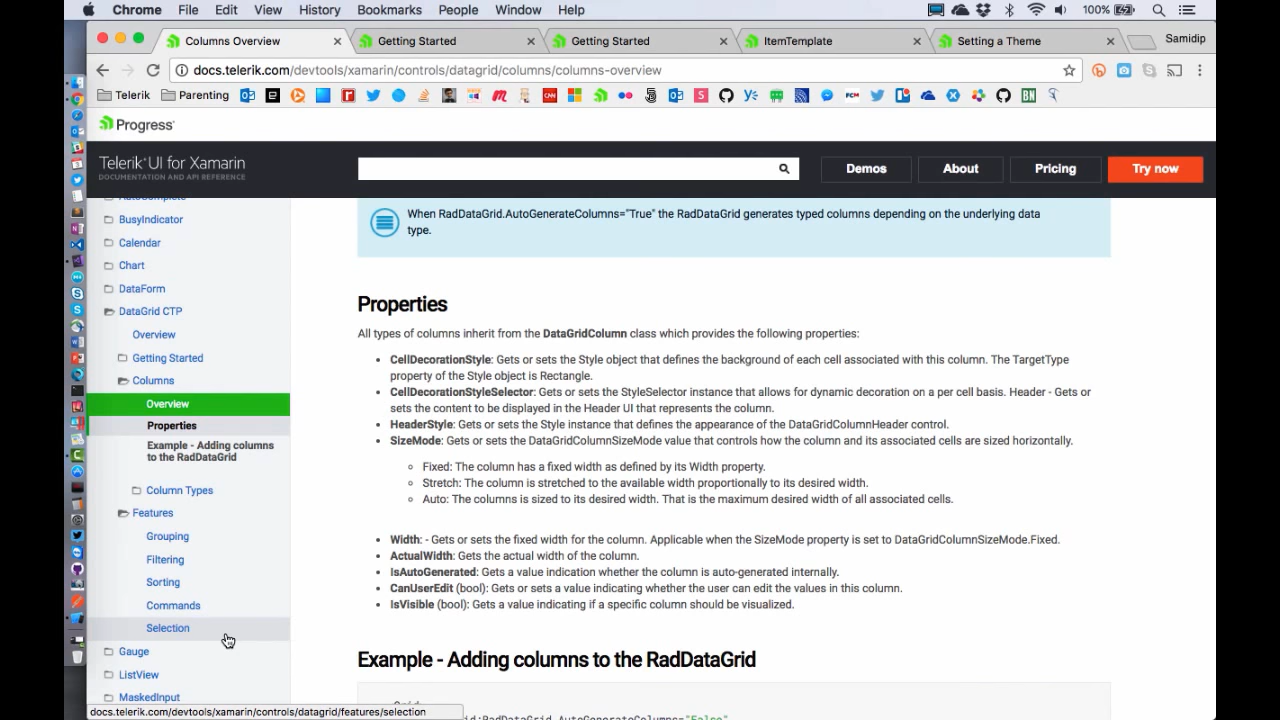 Chrome File Edit View History Bookmarks People Window Help 100%
Columns Overview Getting Started Getting Started ItemTemplate Setting a Theme Samidip
docs.telerik.com/devtools/xamarin/controls/datagrid/columns/columns-overview
Telerik Parenting
Progress
Telerik UI for Xamarin
DOCUMENTATION AND API REFERENCE
Demos About Pricing Try now
AutoComplete
BusyIndicator
Calendar
Chart
DataForm
DataGrid CTP
Overview
Getting Started
Columns
Overview
Properties
Example - Adding columns
to the RadDataGrid
Column Types
Features
Grouping
Filtering
Sorting
Commands
Selection
Gauge
ListView
MaskedInput
docs.telerik.com/devtools/xamarin/controls/datagrid/features/selection
When RadDataGrid.AutoGenerateColumns="True" the RadDataGrid generates typed columns depending on the underlying data
type.
Properties
All types of columns inherit from the DataGridColumn class which provides the following properties:
CellDecorationStyle: Gets or sets the Style object that defines the background of each cell associated with this column. The TargetType
property of the Style object is Rectangle.
CellDecorationStyleSelector: Gets or sets the StyleSelector instance that allows for dynamic decoration on a per cell basis. Header - Gets or
sets the content to be displayed in the Header UI that represents the column.
HeaderStyle: Gets or sets the Style instance that defines the appearance of the DataGridColumnHeader control.
SizeMode: Gets or sets the DataGridColumnSizeMode value that controls how the column and its associated cells are sized horizontally.
Fixed: The column has a fixed width as defined by its Width property.
Stretch: The column is stretched to the available width proportionally to its desired width.
Auto: The columns is sized to its desired width. That is the maximum desired width of all associated cells.
Width: - Gets or sets the fixed width for the column. Applicable when the SizeMode property is set to DataGridColumnSizeMode.Fixed.
ActualWidth: Gets the actual width of the column.
IsAutoGenerated: Gets a value indication whether the column is auto-generated internally.
CanUserEdit (bool): Gets or sets a value indicating whether the user can edit the values in this column.
IsVisible (bool): Gets a value indicating if a specific column should be visualized.
Example - Adding columns to the RadDataGrid
:RadDataGrid AutoGenerateColumns="False"